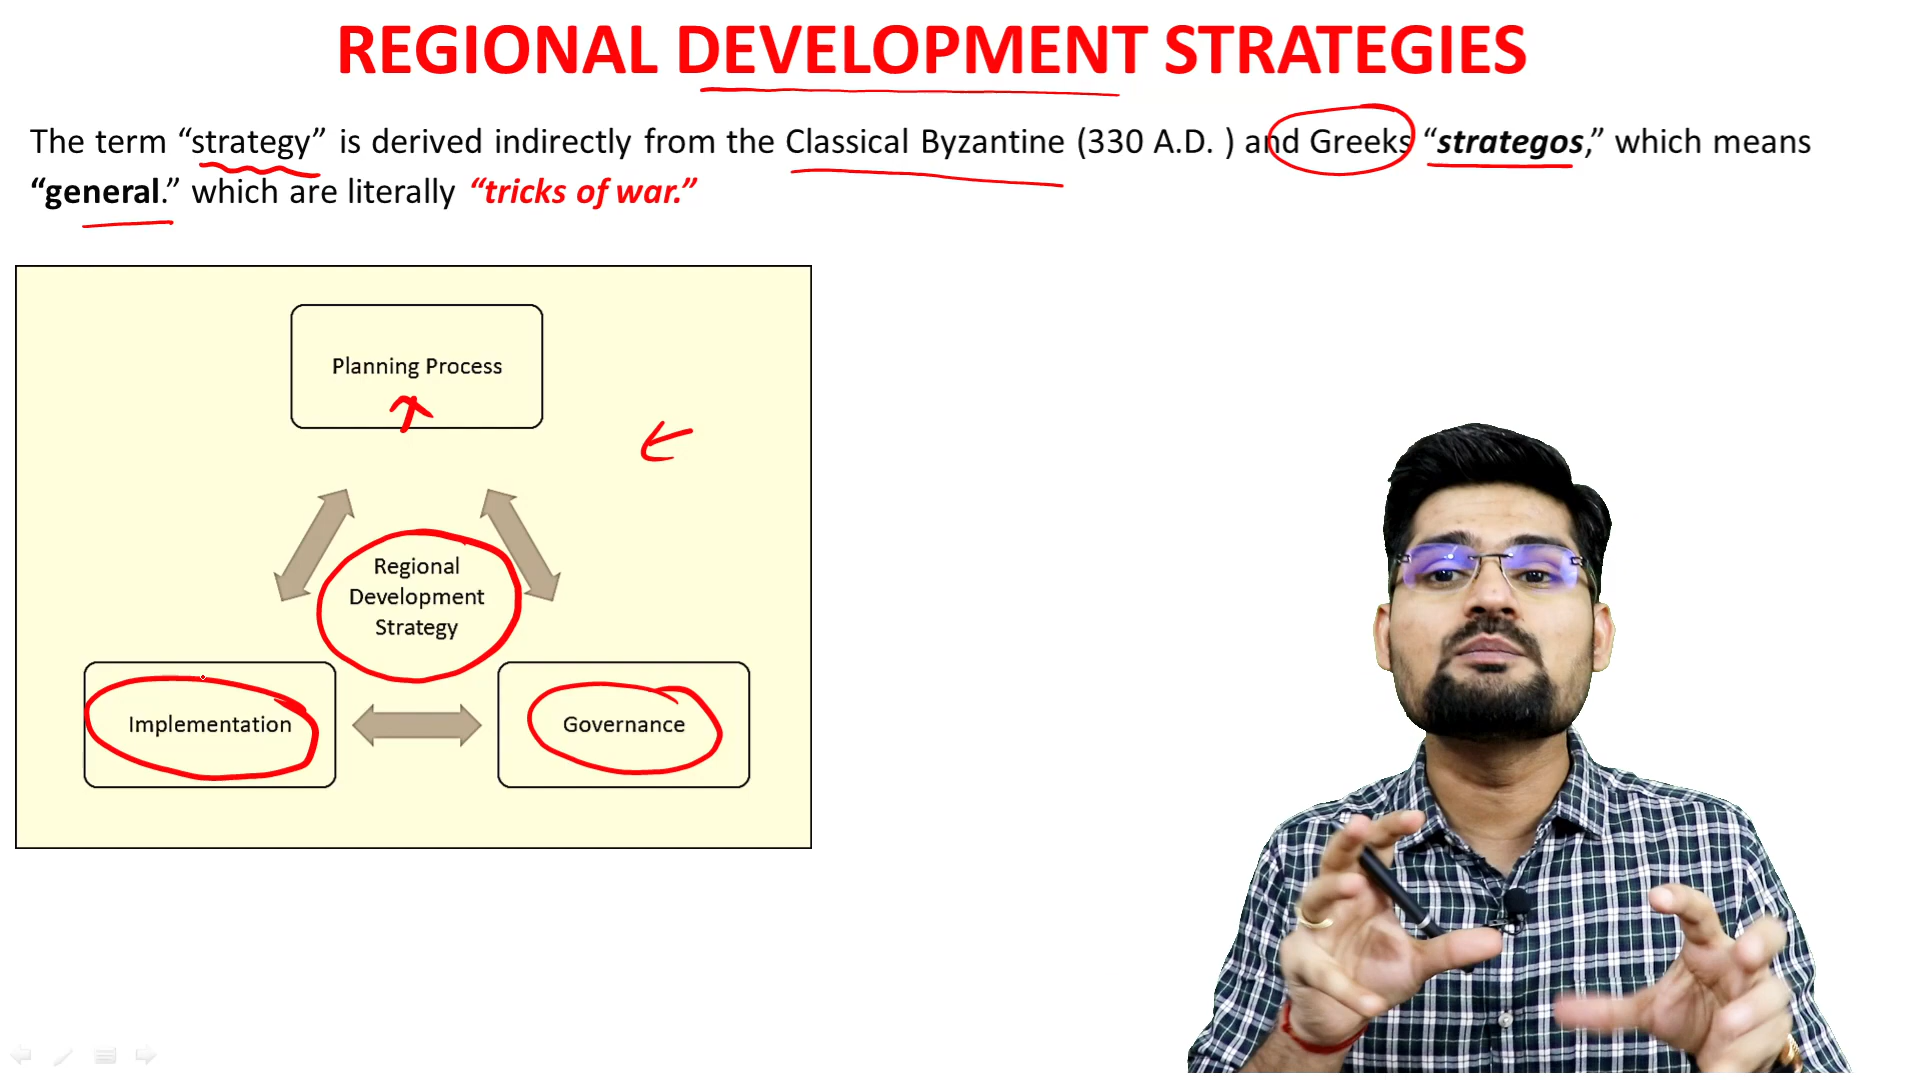 REGIONAL DEVELOPMENT STRATEGIES
The term “strategy” is derived indirectly from the Classical Byzantine (330 A.D. ) and Greeks “strategos,” which means
“general.” which are literally “tricks of war.”
Planning Process
Regional
Development
Strategy
Implementation
Governance